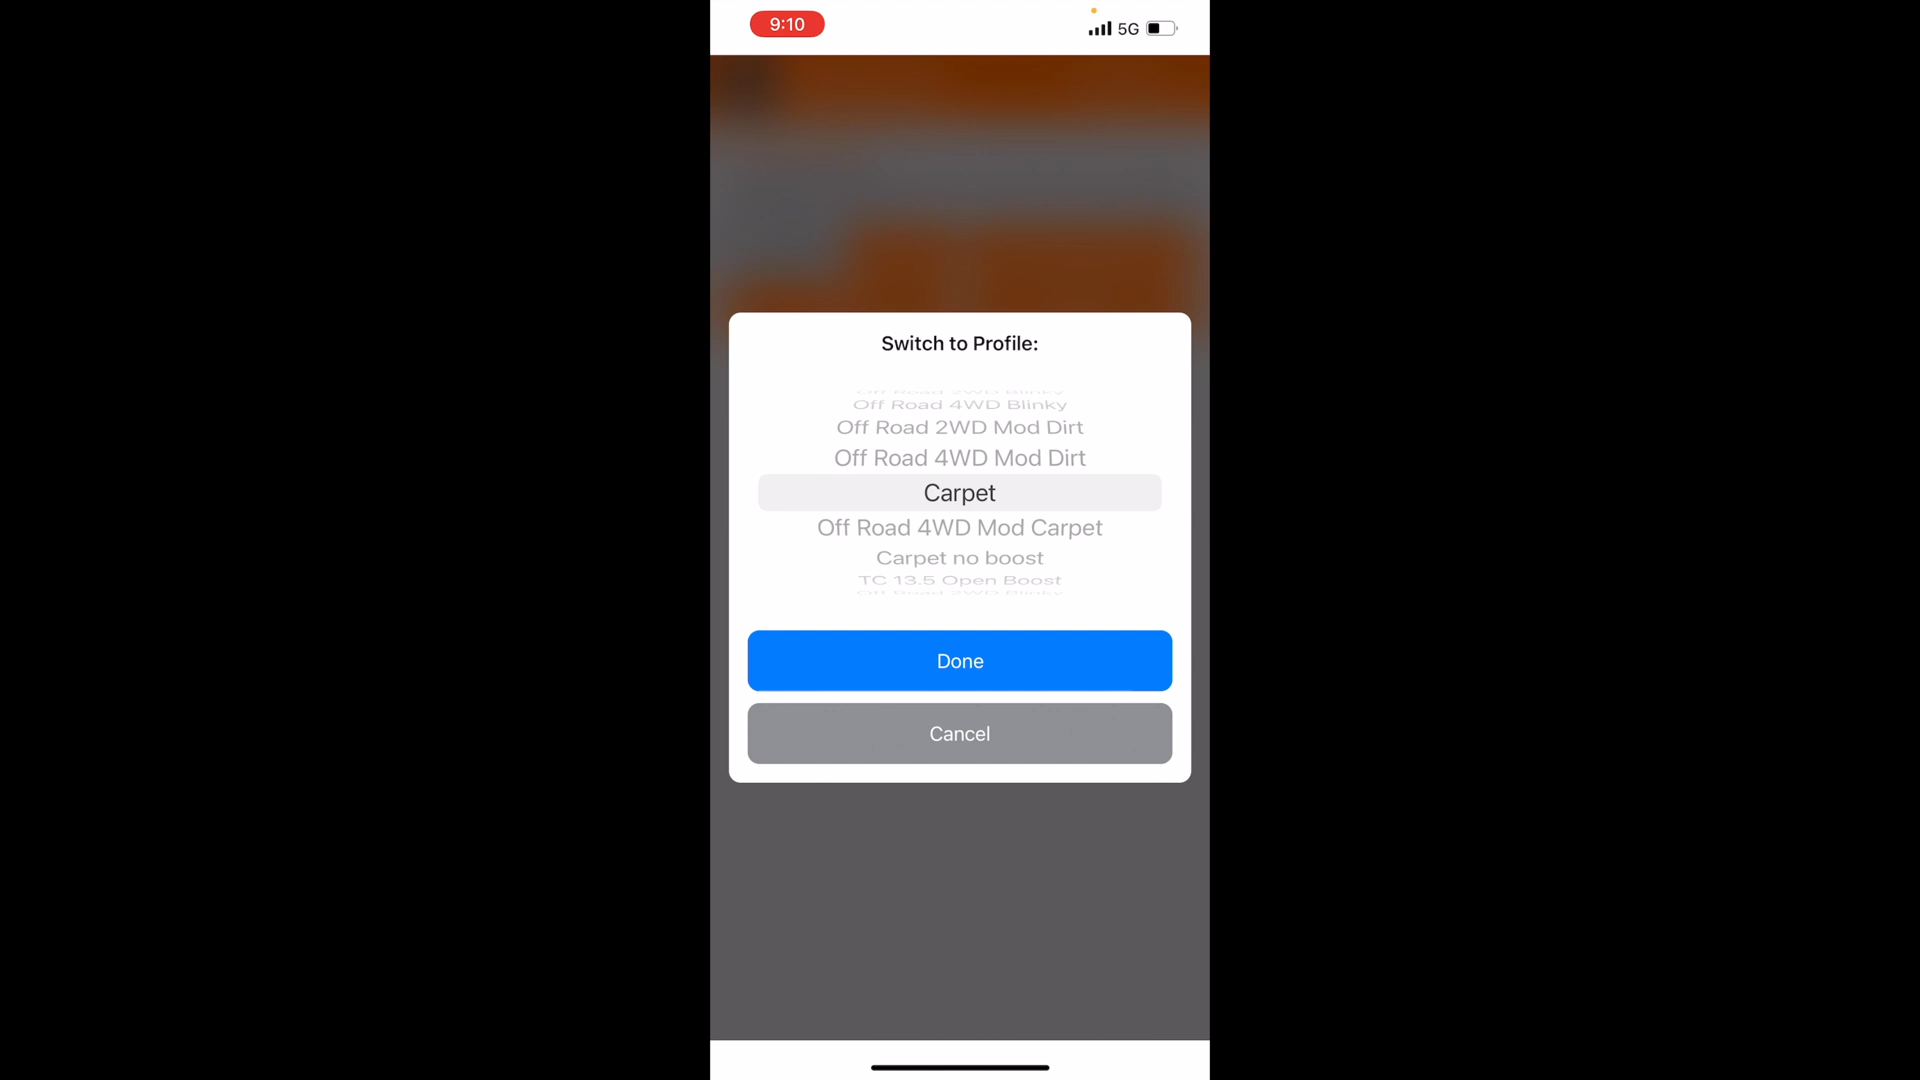 9:10
5G
Switch to Profile:
Off Road 2WD Blinky
Off Road 4WD Blinky
Off Road 2WD Mod Dirt
Off Road 4WD Mod Dirt
Carpet
Off Road 4WD Mod Carpet
Carpet no boost
TC 13.5 Open Boost
Off Road 2WD Blinky
Done
Cancel